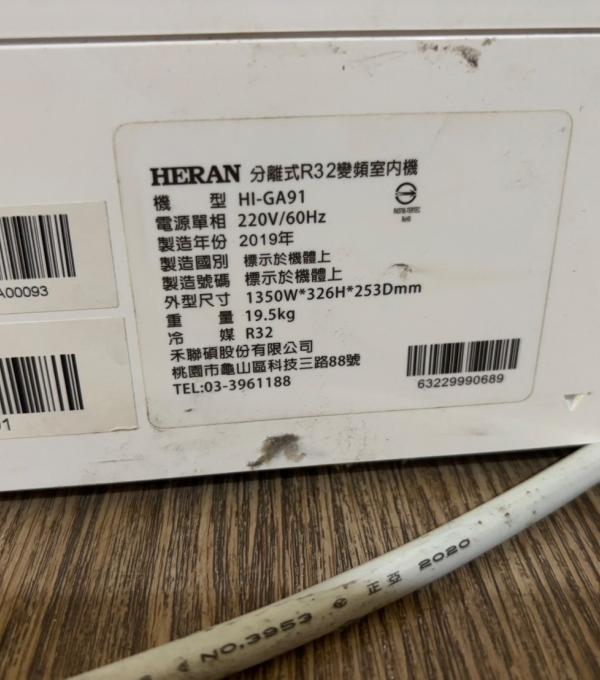 HERAN 分離式R32變頻室內機
機 型 HI-GA91
電源單相 220V/60Hz
製造年份 2019年
製造國別 標示於機體上
製造號碼 標示於機體上
外型尺寸 1350W*326H*253Dmm
重 量 19.5kg
冷 媒 R32
禾聯碩股份有限公司
桃園市龜山區科技三路88號
TEL:03-3961188
RoHS
63229990689
A00093
01
NO.3953 正亞 2020